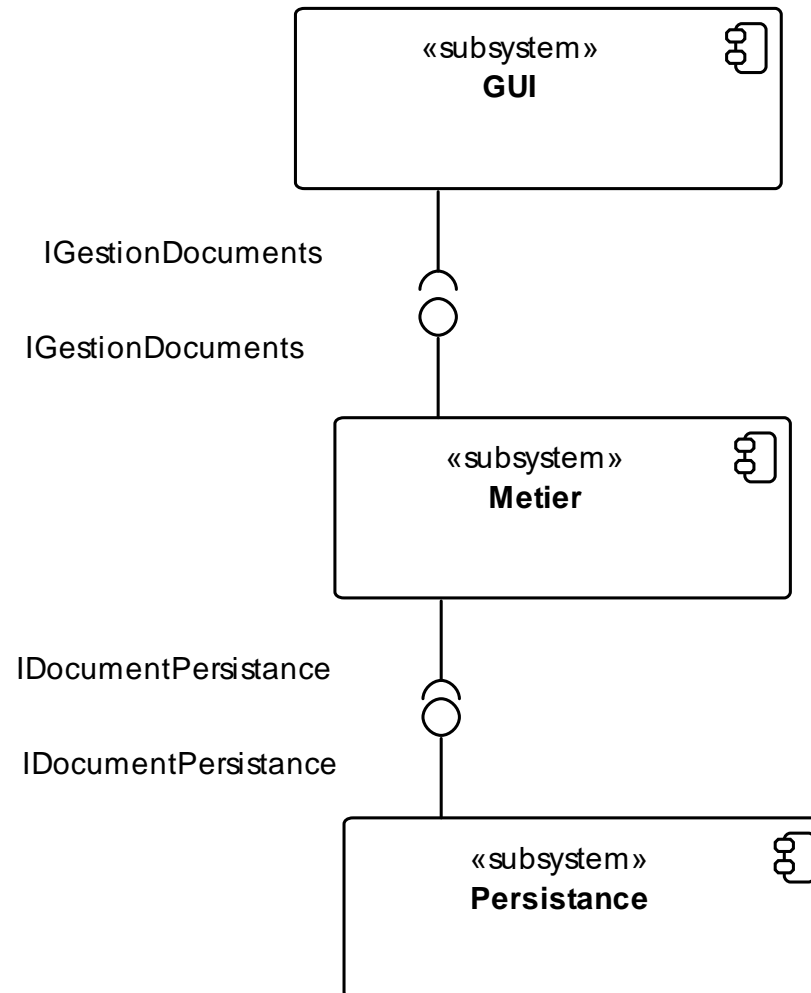 «subsystem»
GUI
IGestionDocuments
IGestionDocuments
«subsystem»
Metier
IDocumentPersistance
IDocumentPersistance
«subsystem»
Persistance